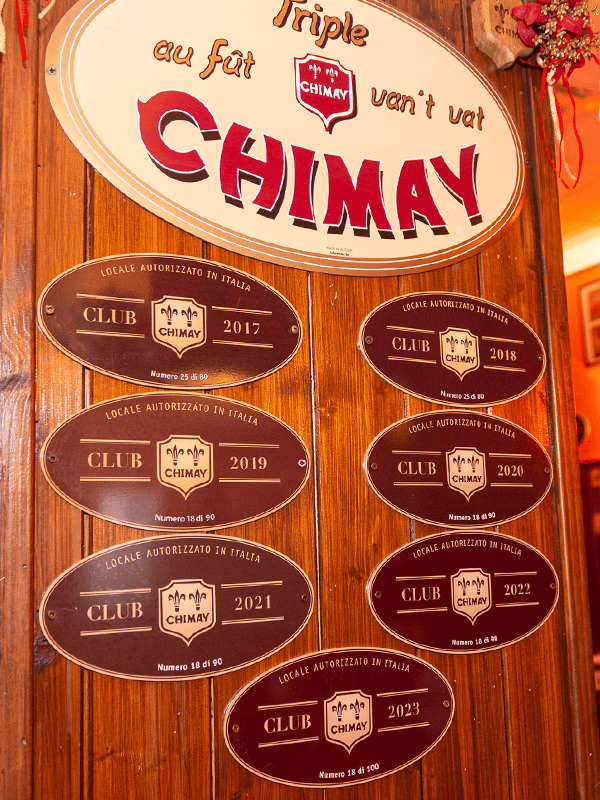 Triple
au fût
CHIMAY
van't vat
CHIMAY
CHIMAY
LOCALE AUTORIZZATO IN ITALIA
CLUB CHIMAY 2017
Numero 25 di 80
LOCALE AUTORIZZATO IN ITALIA
CLUB CHIMAY 2018
Numero 25 di 80
LOCALE AUTORIZZATO IN ITALIA
CLUB CHIMAY 2019
Numero 18 di 90
LOCALE AUTORIZZATO IN ITALIA
CLUB CHIMAY 2020
Numero 18 di 90
LOCALE AUTORIZZATO IN ITALIA
CLUB CHIMAY 2021
Numero 18 di 90
LOCALE AUTORIZZATO IN ITALIA
CLUB CHIMAY 2022
Numero 18 di 90
LOCALE AUTORIZZATO IN ITALIA
CLUB CHIMAY 2023
Numero 18 di 100